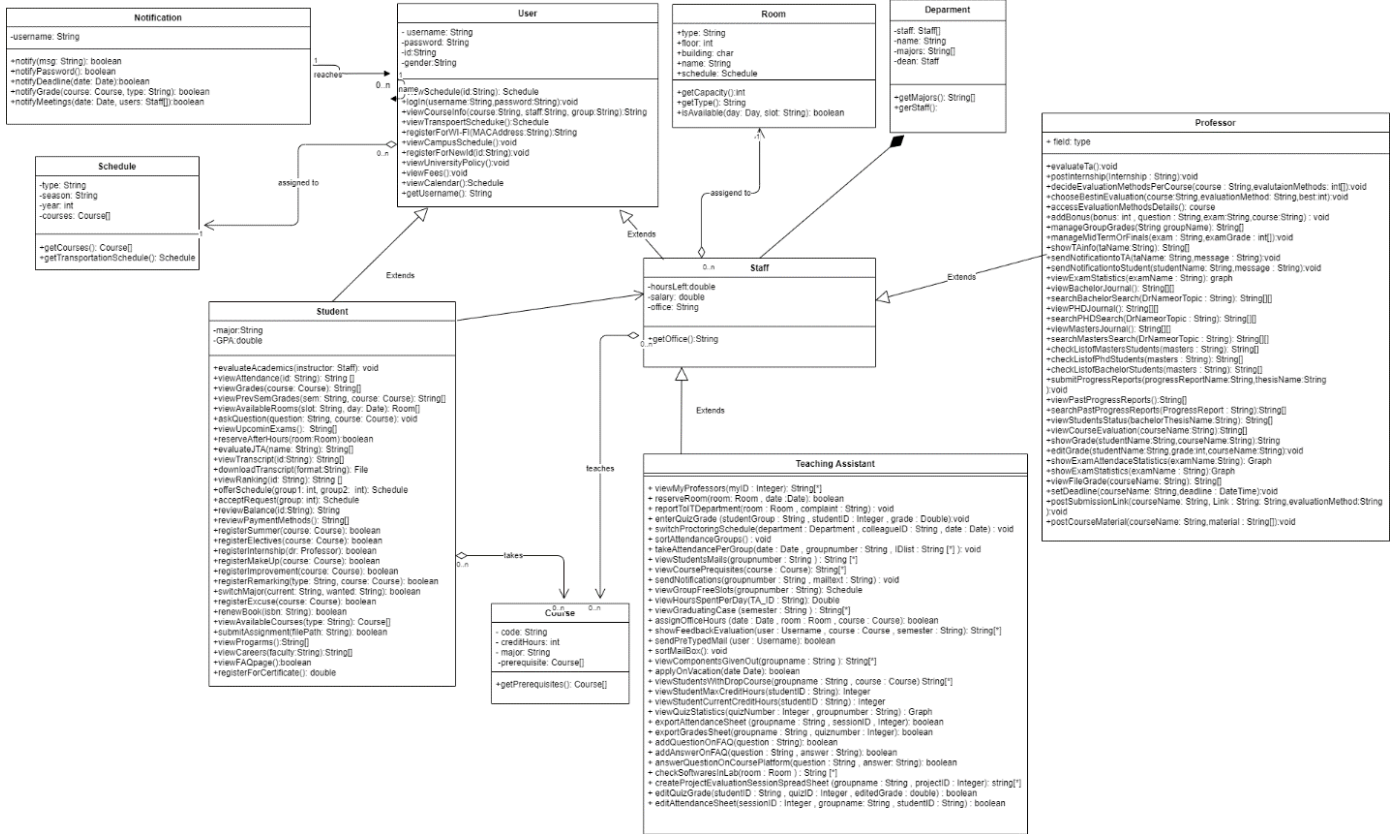 Notification
-username: String
+notify(msg: String): boolean
+notifyPassword(): boolean
+notifyDeadline(date: Date):boolean
+notifyGrade(course: Course, type: String): boolean
+notifyMeetings(date: Date, users: Staff[]):boolean
1
reaches
0..n
1
name
User
- username: String
-password: String
-id:String
-gender:String
Schedule(id:String): Schedule
+login(username:String,password:String):void
+viewCourseInfo(course:String, staff:String, group:String):String
+viewTranspoertScheduke():Schedule
+registerForWI-FI(MACAddress:String):String
+viewCampusSchedule():void
+registerForNewId(id:String):void
+viewUniversityPolicy():void
+viewFees():void
+viewCalendar():Schedule
+getUsername(): String
0..n
assigned to
1
Schedule
-type: String
-season: String
-year: int
-courses: Course[]
+getCourses(): Course[]
+getTransportationSchedule(): Schedule
Room
+type: String
+floor: int
+building: char
+name: String
+schedule: Schedule
+getCapacity():int
+getType(): String
+isAvailable(day: Day, slot: String): boolean
1
assigend to
0..n
Deparment
-staff: Staff[]
-name: String
-majors: String[]
-dean: Staff
+getMajors(): String[]
+gerStaff():
Extends
Extends
Extends
Extends
Staff
-hoursLeft:double
-salary: double
-office: String
+getOffice():String
0..n
teaches
0..n
Student
-major:String
-GPA:double
+evaluateAcademics(instructor: Staff): void
+viewAttendance(id: String): String []
+viewGrades(course: Course): String[]
+viewPrevSemGrades(sem: String, course: Course): String[]
+viewAvailableRooms(slot: String, day: Date): Room[]
+askQuestion(question: String, course: Course): void
+viewUpcominExams(): String[]
+reserveAfterHours(room:Room):boolean
+evaluateJTA(name: String): String[]
+viewTranscript(id:String): String[]
+downloadTranscript(format:String): File
+viewRanking(id: String): String []
+offerSchedule(group1: int, group2: int): Schedule
+acceptRequest(group: int): Schedule
+reviewBalance(id:String): String
+reviewPaymentMethods(): String[]
+registerSummer(course: Course): boolean
+registerElectives(course: Course): boolean
+registerInternship(dr: Professor): boolean
+registerMakeUp(course: Course): boolean
+registerImprovement(course: Course): boolean
+registerRemarking(type: String, course: Course): boolean
+switchMajor(current: String, wanted: String): boolean
+registerExcuse(course: Course): boolean
+renewBook(isbn: String): boolean
+viewAvailableCourses(type: String): Course[]
+submitAssignment(filePath: String): boolean
+viewProgarms():String[]
+viewCareers(faculty:String):String[]
+viewFAQpage():boolean
+registerForCertificate(): double
0..n
takes
0..n
Course
- code: String
- creditHours: int
- major: String
-prerequisite: Course[]
+getPrerequisites(): Course[]
Teaching Assistant
+ viewMyProfessors(myID : Integer): String[*]
+ reserveRoom(room: Room , date :Date): boolean
+ reportToITDepartment(room : Room , complaint : String) : void
+ enterQuizGrade (studentGroup : String , studentID : Integer , grade : Double):void
+ switchProctoringSchedule(department : Department , colleagueID : String , date : Date) : void
+ sortAttendanceGroups() : void
+ takeAttendancePerGroup(date : Date , groupnumber : String , IDlist : String [*] ): void
+ viewStudentsMails(groupnumber : String ) : String [*]
+ viewCoursePrequisites(course : Course): String[*]
+ sendNotifications(groupnumber : String , mailtext : String) : void
+ viewGroupFreeSlots(groupnumber: String): Schedule
+ viewHoursSpentPerDay(TA_ID : String): Double
+ viewGraduatingCase (semester : String ) : String[*]
+ assignOfficeHours (date : Date , room : Room , course : Course): boolean
+ showFeedbackEvaluation(user : Username , course : Course , semester : String): String[*]
+ sendPreTypedMail (user : Username): boolean
+ sortMailBox(): void
+ viewComponentsGivenOut(groupname : String ): String[*]
+ applyOnVacation(date Date): boolean
+ viewStudentsWithDropCourse(groupname : String , course : Course) String[*]
+ viewStudentMaxCreditHours(studentID : String): Integer
+ viewStudentCurrentCreditHours(studentID : String) : Integer
+ viewQuizStatistics(quizNumber : Integer , groupnumber : String) : Graph
+ exportAttendanceSheet (groupname : String , sessionID , Integer): boolean
+ exportGradesSheet(groupname : String , quiznumber : Integer): boolean
+ addQuestionOnFAQ(question : String): boolean
+ addAnswerOnFAQ(question : String , answer : String): boolean
+ answerQuestionOnCoursePlatform(question : String , answer: String): boolean
+ checkSoftwaresInLab(room : Room ) : String [*]
+ createProjectEvaluationSessionSpreadSheet (groupname : String , projectID : Integer): string[*]
+ editQuizGrade(studentID : String , quizID : Integer , editedGrade : double) : boolean
+ editAttendanceSheet(sessionID : Integer , groupname: String , studentID : String) : boolean
Professor
+ field: type
+evaluateTa():void
+postInternship(Internship : String):void
+decideEvaluationMethodsPerCourse(course : String,evalutaionMethods: int[]):void
+chooseBestinEvaluation(course:String,evaluationMethod: String,best:int):void
+accessEvaluationMethodsDetails(): course
+addBonus(bonus: int , question : String,exam:String,course:String) : void
+manageGroupGrades(String groupName): String[]
+manageMidTermOrFinals(exam : String,examGrade : int[]):void
+showTAinfo(taName:String): String[]
+sendNotificationtoTA(taName: String,message : String):void
+sendNotificationtoStudent(studentName: String,message : String):void
+viewExamStatistics(examName : String): graph
+viewBachelorJournal(): String[][]
+searchBachelorSearch(DrNameorTopic : String): String[][]
+viewPHDJournal(): String[][]
+searchPHDSearch(DrNameorTopic : String): String[][]
+viewMastersJournal(): String[][]
+searchMastersSearch(DrNameorTopic : String): String[][]
+checkListofMastersStudents(masters : String): String[]
+checkListofPhdStudents(masters : String): String[]
+checkListofBachelorStudents(masters : String): String[]
+submitProgressReports(progressReportName:String,thesisName:String
):void
+viewPastProgressReports():String[]
+searchPastProgressReports(ProgressReport : String):String[]
+viewStudentsStatus(bachelorThesisName:String): String[]
+viewCourseEvaluation(courseName:String):String[]
+showGrade(studentName:String,courseName:String):String
+editGrade(studentName:String,grade:int,courseName:String):void
+showExamAttedaceStatistics(examName:String): Graph
+showExamStatistics(examName: String):Graph
+viewFileGrade(courseName: String): String[]
+setDeadline(courseName: String,deadline : DateTime):void
+postSubmissionLink(courseName: String, Link : String: String,evaluationMethod:String
):void
+postCourseMaterial(courseName: String,material : String[]):void